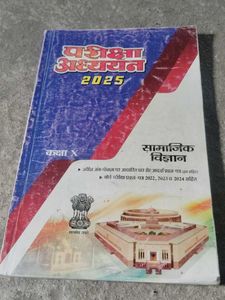 परीक्षा
अध्ययन
2025
कक्षा X
सामाजिक
विज्ञान
बोर्ड परीक्षा प्रश्न-पत्र 2022, 2023 व 2024 सहित